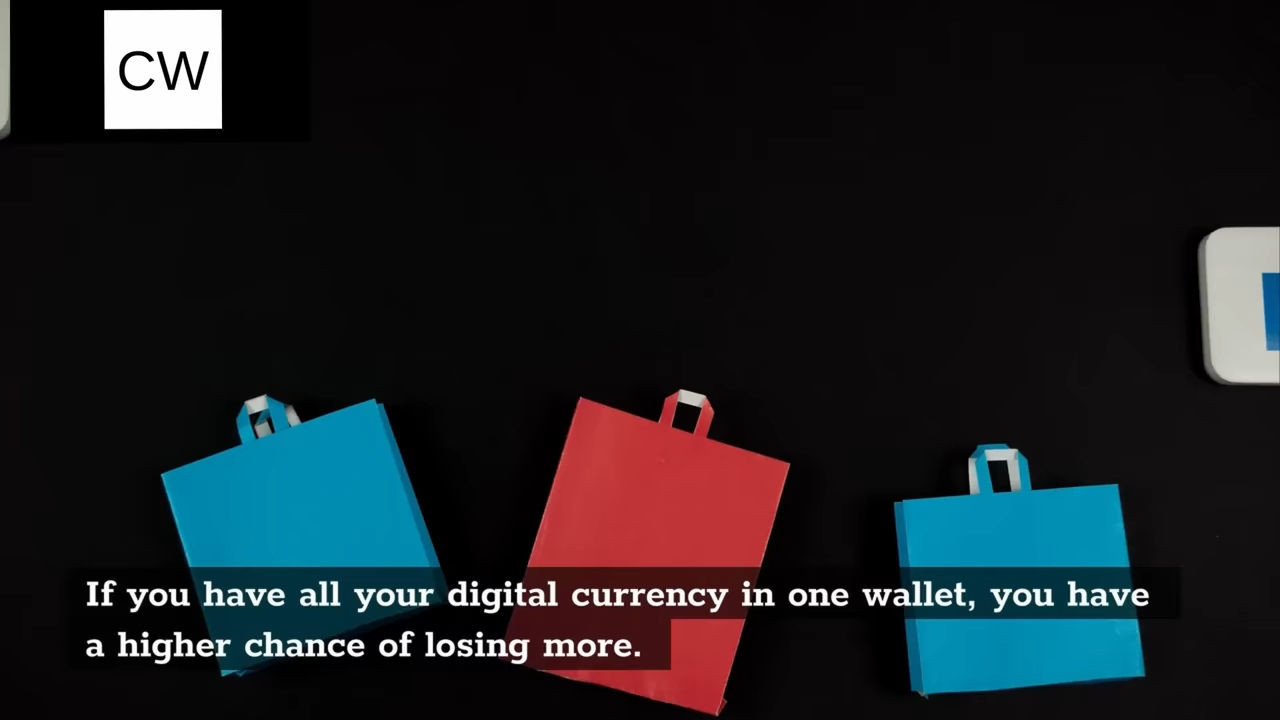 CW
If you have all your digital currency in one wallet, you have
a higher chance of losing more.